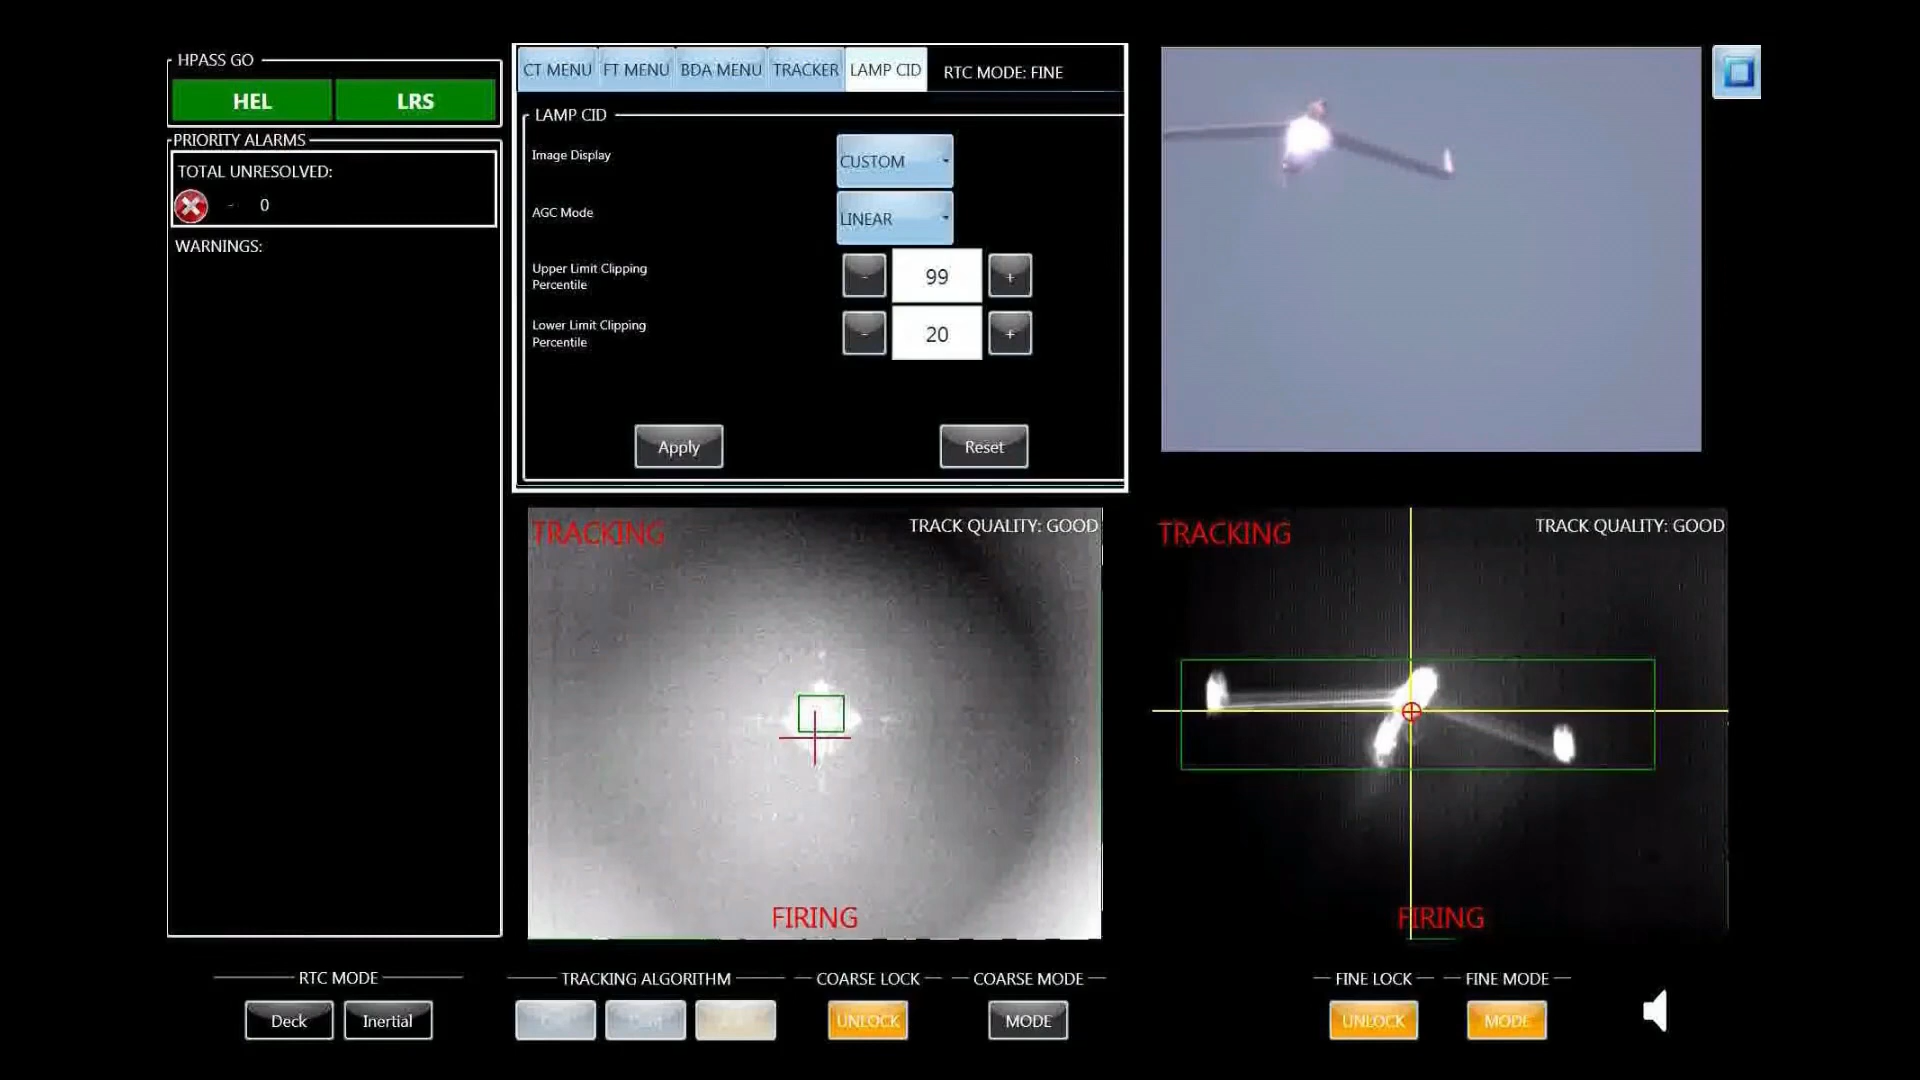 HPASS GO
HEL LRS
PRIORITY ALARMS
TOTAL UNRESOLVED:
- 0
WARNINGS:
CT MENU FT MENU BDA MENU TRACKER LAMP CID RTC MODE: FINE
LAMP CID
Image Display CUSTOM
AGC Mode LINEAR
Upper Limit Clipping
Percentile
- 99 +
Lower Limit Clipping
Percentile
- 20 +
Apply Reset
TRACKING TRACK QUALITY: GOOD
FIRING
TRACKING TRACK QUALITY: GOOD
FIRING
RTC MODE TRACKING ALGORITHM COARSE LOCK COARSE MODE FINE LOCK FINE MODE
Deck Inertial UNLOCK MODE UNLOCK MODE